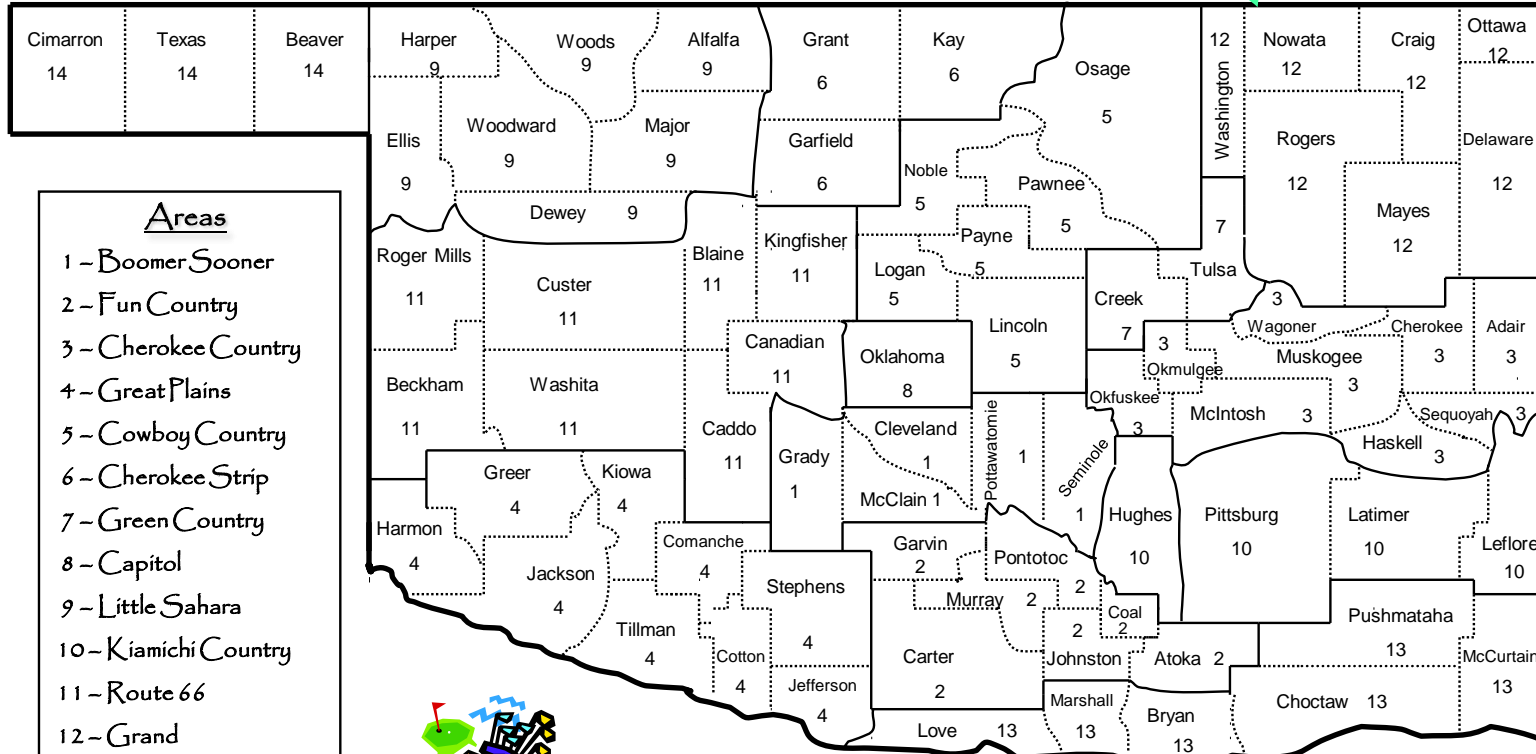 Cimarron
14
Texas
14
Beaver
14
Harper
9
Woods
9
Alfalfa
9
Grant
6
Kay
6
Osage
5
12
Washington
Nowata
12
Craig
12
Ottawa
12
Ellis
9
Woodward
9
Major
9
Garfield
6
Noble
5
Pawnee
5
Rogers
12
Delaware
12
Mayes
12
Dewey 9
Roger Mills
11
Custer
11
Blaine
11
Kingfisher
11
Logan
5
Payne
5
7
Tulsa
Creek
7
Lincoln
5
3
Wagoner
Cherokee
3
Adair
3
Canadian
11
Oklahoma
8
3
Okmulgee
Muskogee
3
Beckham
11
Washita
11
Caddo
11
Grady
1
Cleveland
1
McClain 1
Pottawatomie
1
Seminole
1
Okfuskee
3
McIntosh 3
Sequoyah 3
Haskell
3
Greer
4
Kiowa
4
Harmon
4
Jackson
4
Comanche
4
Stephens
4
Garvin
2
Pontotoc
2
Hughes
10
Pittsburg
10
Latimer
10
Leflore
10
Tillman
4
Cotton
4
Jefferson
4
Murray 2
Carter
2
2
Johnston
Coal
2
Atoka 2
Pushmataha
13
McCurtain
13
Love 13
Marshall
13
Bryan
13
Choctaw 13
Areas
1 – Boomer Sooner
2 – Fun Country
3 – Cherokee Country
4 – Great Plains
5 – Cowboy Country
6 – Cherokee Strip
7 – Green Country
8 – Capitol
9 – Little Sahara
10 – Kiamichi Country
11 – Route 66
12 – Grand